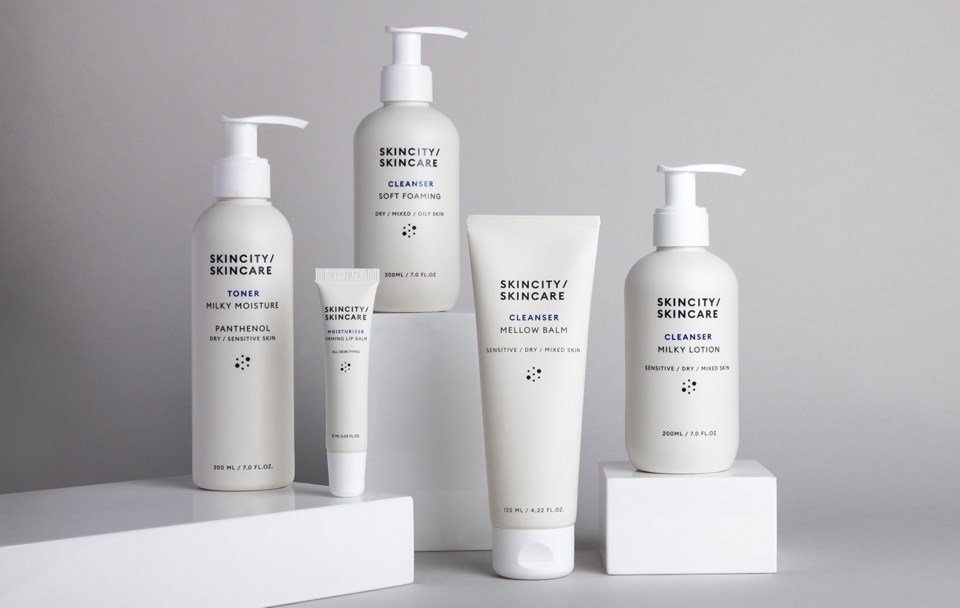 SKINCITY/
SKINCARE
TONER
MILKY MOISTURE
PANTHENOL
DRY / SENSITIVE SKIN
200 ML / 7.0 FL.OZ.
SKINCITY/
SKINCARE
MOISTURISER
FIRMING LIP BALM
ALL SKIN TYPES
SKINCITY/
SKINCARE
CLEANSER
SOFT FOAMING
DRY / MIXED / OILY SKIN
200ML / 7.0 FL.OZ
SKINCITY/
SKINCARE
CLEANSER
MELLOW BALM
SENSITIVE / DRY / MIXED SKIN
120 ML / 4.22 FL.OZ.
SKINCITY/
SKINCARE
CLEANSER
MILKY LOTION
SENSITIVE / DRY / MIXED SKIN
200ML / 7.0 FL.OZ